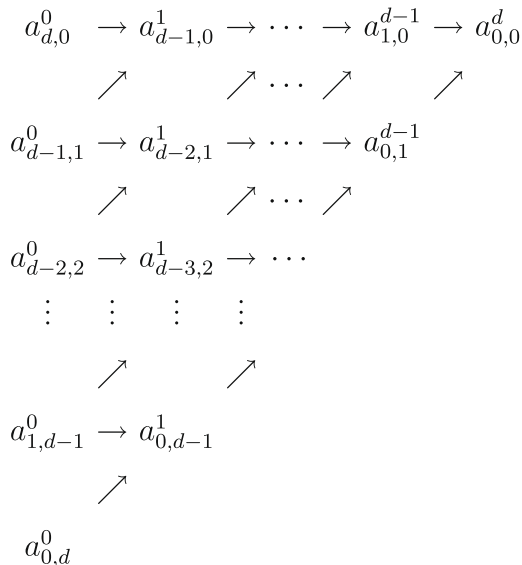 a^0_{d,0} → a^1_{d−1,0} → ⋯ → a^{d−1}_{1,0} → a^d_{0,0}
↗ ↗ ⋯ ↗ ↗
a^0_{d−1,1} → a^1_{d−2,1} → ⋯ → a^{d−1}_{0,1}
↗ ↗ ⋯ ↗
a^0_{d−2,2} → a^1_{d−3,2} → ⋯
⋮ ⋮ ⋮ ⋮
↗ ↗
a^0_{1,d−1} → a^1_{0,d−1}
↗
a^0_{0,d}